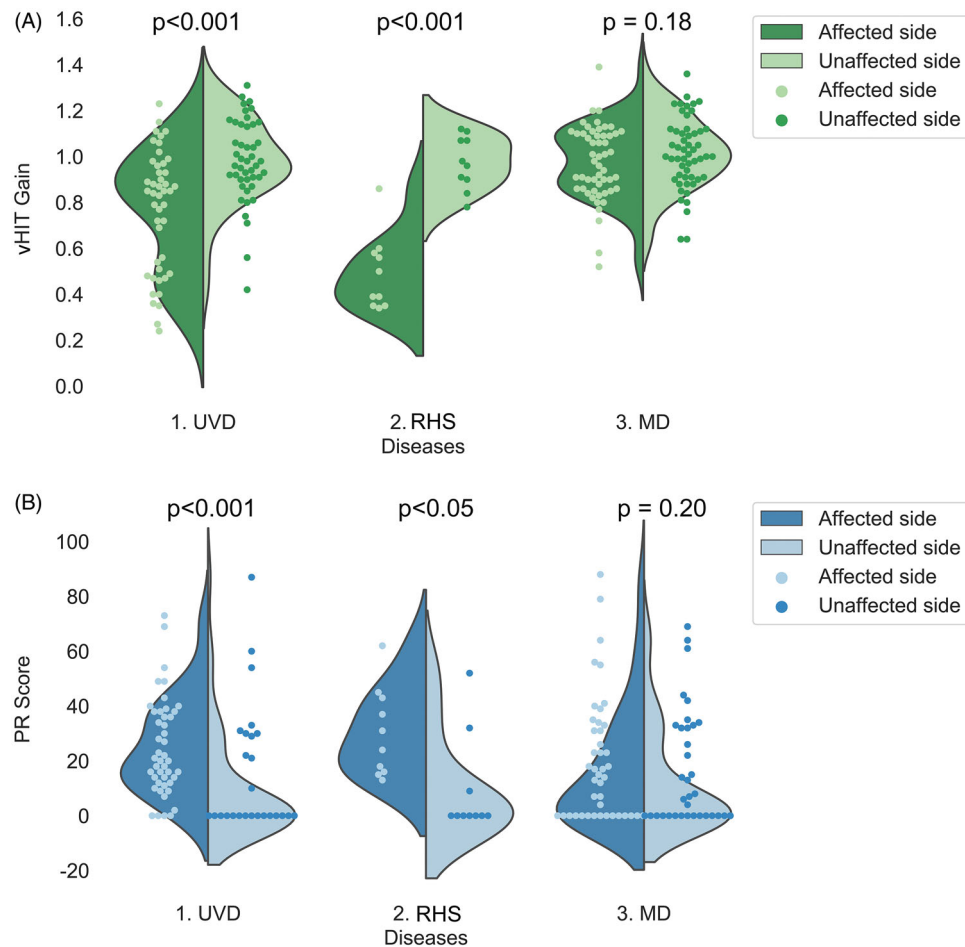 (A)
1.6
p<0.001
p<0.001
p = 0.18
Affected side
Unaffected side
Affected side
Unaffected side
1.4
1.2
1.0
0.8
0.6
0.4
0.2
0.0
vHIT Gain
1. UVD
2. RHS
3. MD
Diseases
(B)
p<0.001
p<0.05
p = 0.20
Affected side
Unaffected side
Affected side
Unaffected side
100
80
60
40
20
0
-20
PR Score
1. UVD
2. RHS
3. MD
Diseases